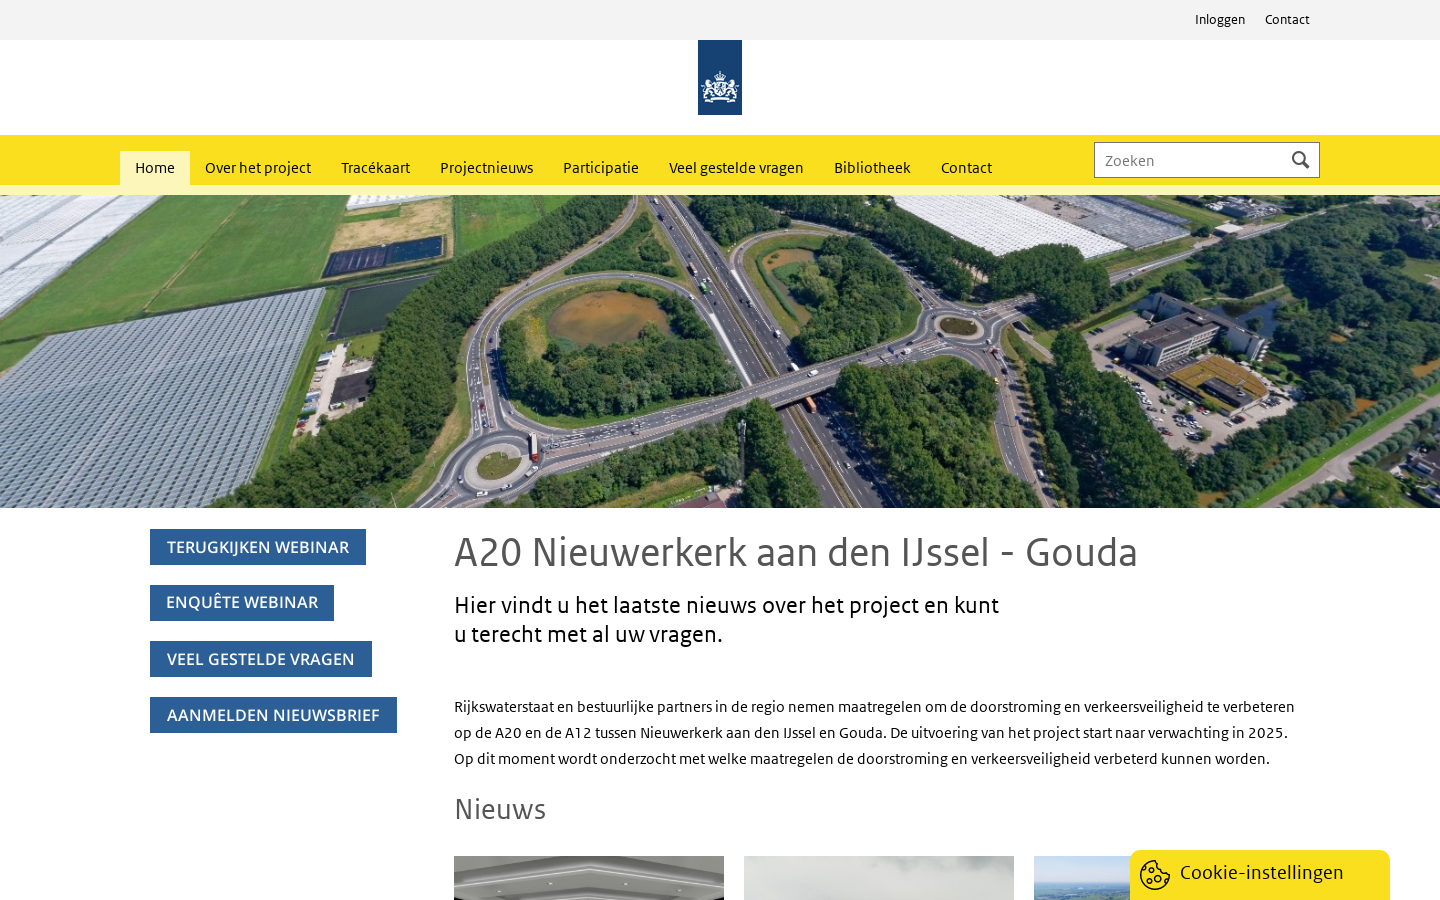 Inloggen Contact
Home Over het project Tracékaart Projectnieuws Participatie Veel gestelde vragen Bibliotheek Contact Zoeken
TERUGKIJKEN WEBINAR
ENQUÊTE WEBINAR
VEEL GESTELDE VRAGEN
AANMELDEN NIEUWSBRIEF
A20 Nieuwerkerk aan den IJssel - Gouda
Hier vindt u het laatste nieuws over het project en kunt
u terecht met al uw vragen.
Rijkswaterstaat en bestuurlijke partners in de regio nemen maatregelen om de doorstroming en verkeersveiligheid te verbeteren
op de A20 en de A12 tussen Nieuwerkerk aan den IJssel en Gouda. De uitvoering van het project start naar verwachting in 2025.
Op dit moment wordt onderzocht met welke maatregelen de doorstroming en verkeersveiligheid verbeterd kunnen worden.
Nieuws
Cookie-instellingen